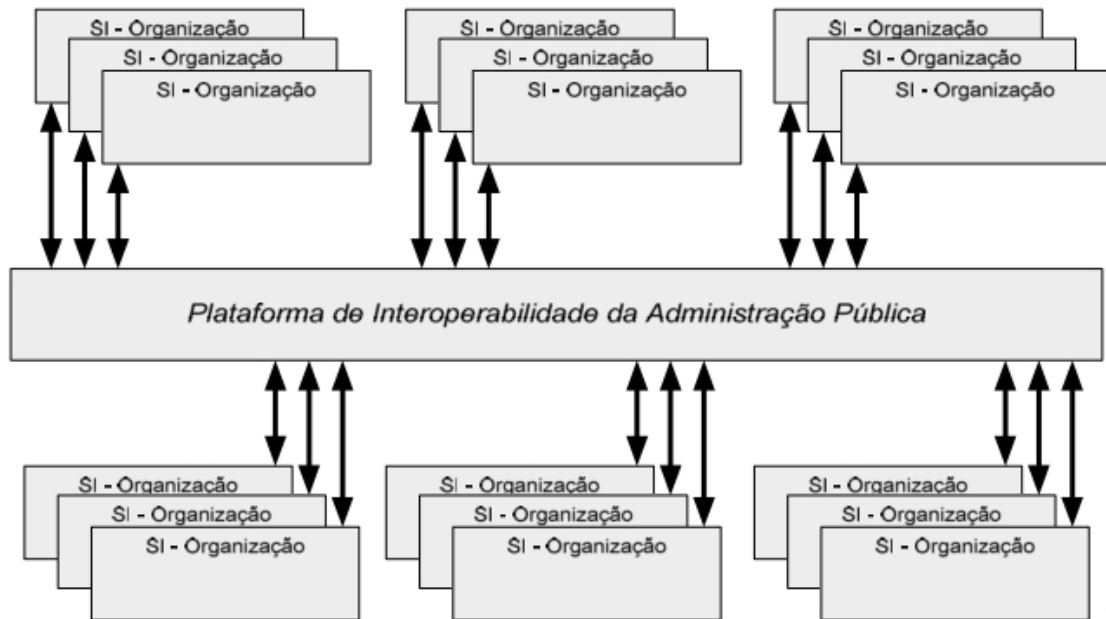 SI - Organização
SI - Organização
SI - Organização
SI - Organização
SI - Organização
SI - Organização
SI - Organização
SI - Organização
SI - Organização
Plataforma de Interoperabilidade da Administração Pública
SI - Organização
SI - Organização
SI - Organização
SI - Organização
SI - Organização
SI - Organização
SI - Organização
SI - Organização
SI - Organização